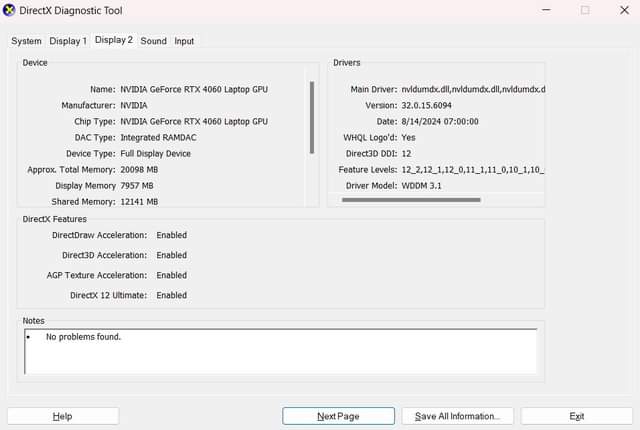 DirectX Diagnostic Tool
System Display 1 Display 2 Sound Input
Device
Name: NVIDIA GeForce RTX 4060 Laptop GPU
Manufacturer: NVIDIA
Chip Type: NVIDIA GeForce RTX 4060 Laptop GPU
DAC Type: Integrated RAMDAC
Device Type: Full Display Device
Approx. Total Memory: 20098 MB
Display Memory 7957 MB
Shared Memory: 12141 MB
Drivers
Main Driver: nvldumdx.dll,nvldumdx.dll,nvldumdx.d
Version: 32.0.15.6094
Date: 8/14/2024 07:00:00
WHQL Logo'd: Yes
Direct3D DDI: 12
Feature Levels: 12_2,12_1,12_0,11_1,11_0,10_1,10_
Driver Model: WDDM 3.1
DirectX Features
DirectDraw Acceleration: Enabled
Direct3D Acceleration: Enabled
AGP Texture Acceleration: Enabled
DirectX 12 Ultimate: Enabled
Notes
• No problems found.
Help Next Page Save All Information... Exit